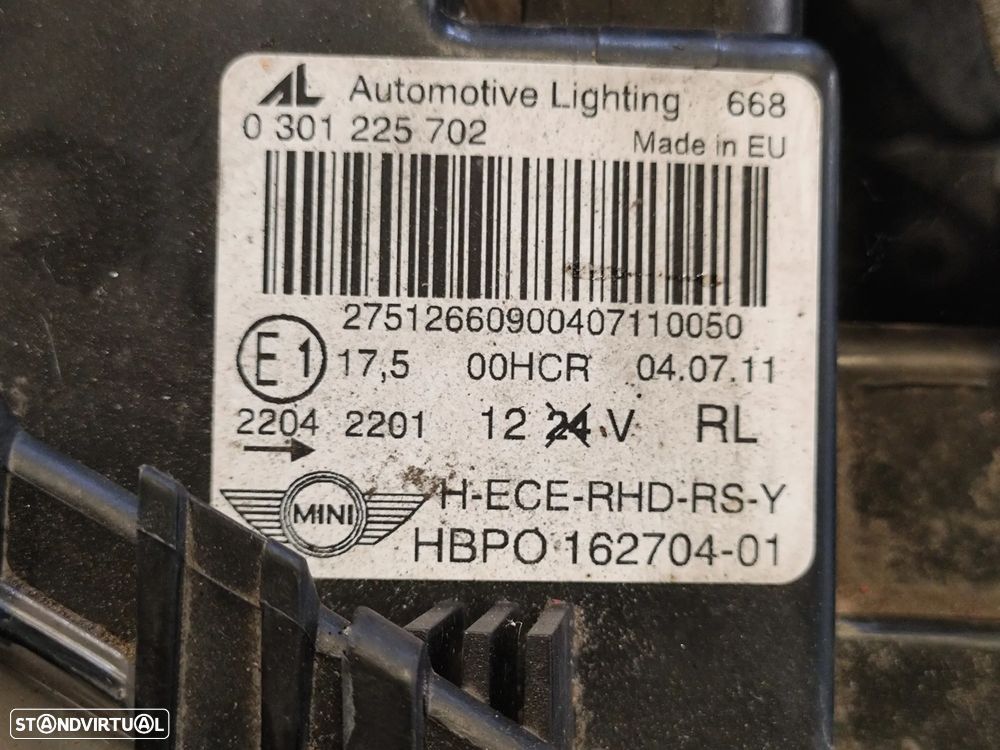 AL Automotive Lighting 668
0 301 225 702 Made in EU
27512660900407110050
E1 17,5 00HCR 04.07.11
2204 2201 12 24 V RL
MINI H-ECE-RHD-RS-Y
HBPO 162704-01
STANDVIRTUAL